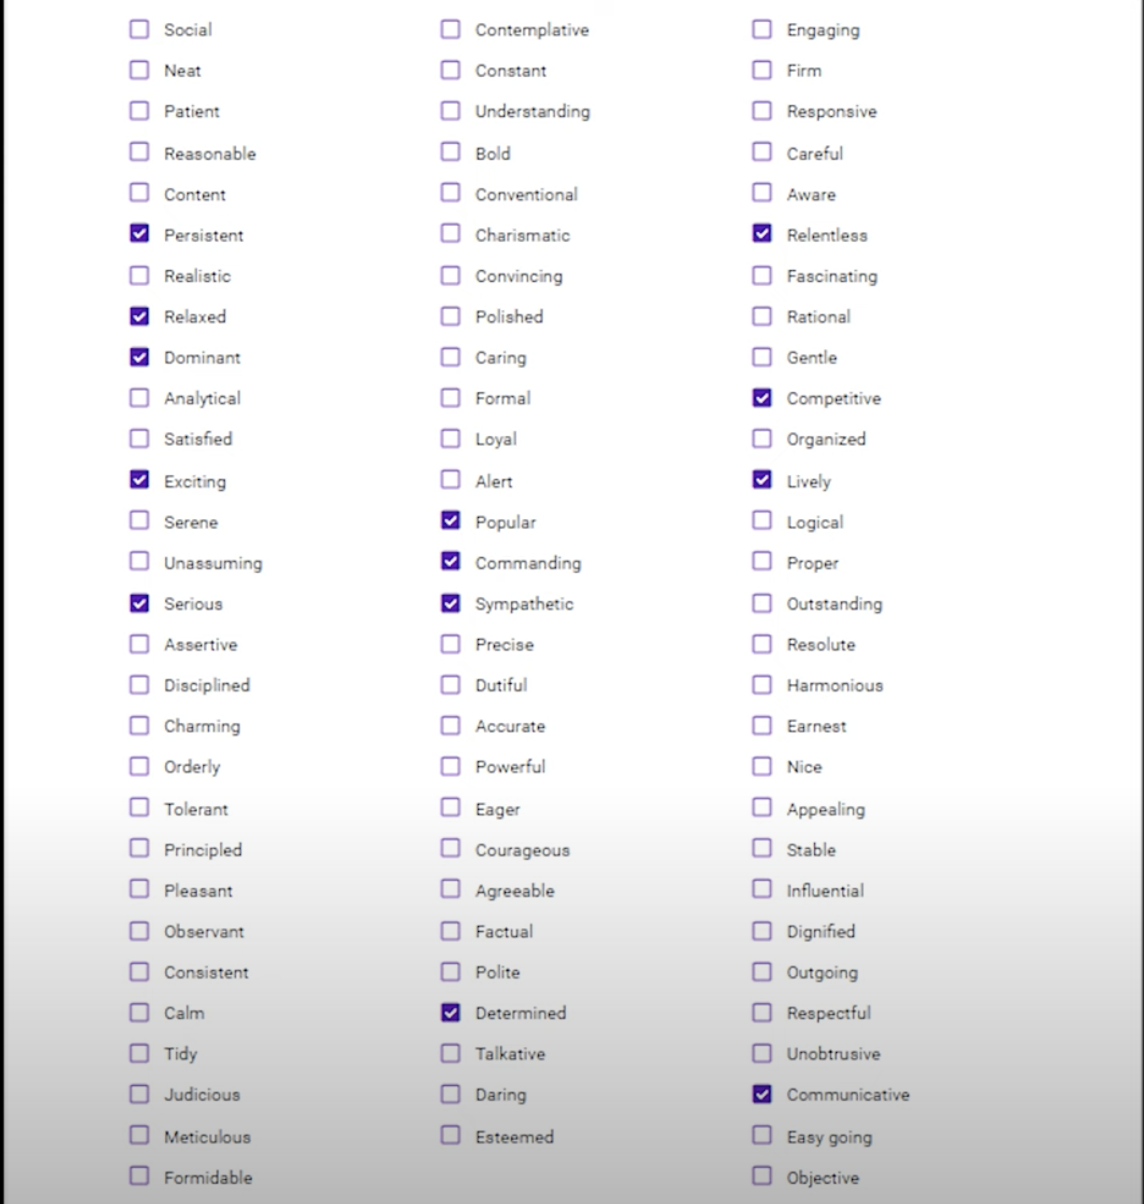 Social Contemplative Engaging
Neat Constant Firm
Patient Understanding Responsive
Reasonable Bold Careful
Content Conventional Aware
Persistent Charismatic Relentless
Realistic Convincing Fascinating
Relaxed Polished Rational
Dominant Caring Gentle
Analytical Formal Competitive
Satisfied Loyal Organized
Exciting Alert Lively
Serene Popular Logical
Unassuming Commanding Proper
Serious Sympathetic Outstanding
Assertive Precise Resolute
Disciplined Dutiful Harmonious
Charming Accurate Earnest
Orderly Powerful Nice
Tolerant Eager Appealing
Principled Courageous Stable
Pleasant Agreeable Influential
Observant Factual Dignified
Consistent Polite Outgoing
Calm Determined Respectful
Tidy Talkative Unobtrusive
Judicious Daring Communicative
Meticulous Esteemed Easy going
Formidable Objective